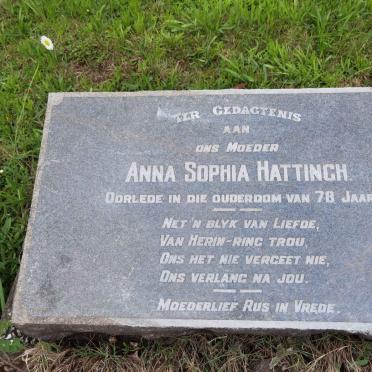 TER GEDAGTENIS
AAN
ONS MOEDER
ANNA SOPHIA HATTINGH
OORLEDE IN DIE OUDERDOM VAN 78 JAAR
NET 'N BLYK VAN LIEFDE,
VAN HERIN-RING TROU,
ONS HET NIE VERGEET NIE,
ONS VERLANG NA JOU.
MOEDERLIEF RUS IN VREDE